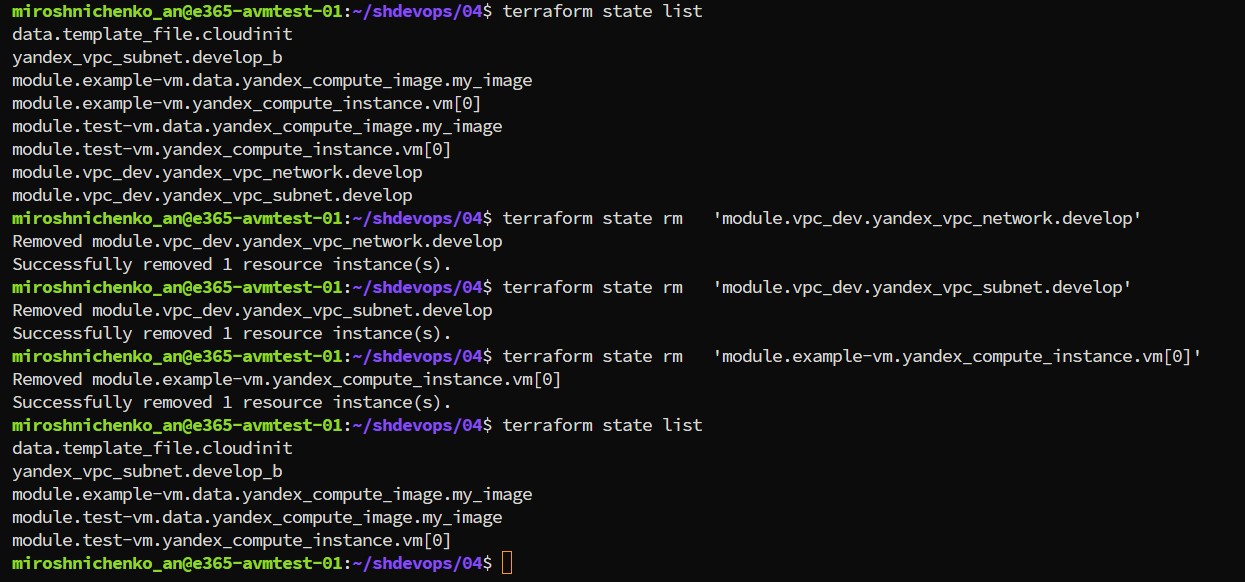 miroshnichenko_an@e365-avmtest-01:~/shdevops/04$ terraform state list
data.template_file.cloudinit
yandex_vpc_subnet.develop_b
module.example-vm.data.yandex_compute_image.my_image
module.example-vm.yandex_compute_instance.vm[0]
module.test-vm.data.yandex_compute_image.my_image
module.test-vm.yandex_compute_instance.vm[0]
module.vpc_dev.yandex_vpc_network.develop
module.vpc_dev.yandex_vpc_subnet.develop
miroshnichenko_an@e365-avmtest-01:~/shdevops/04$ terraform state rm   'module.vpc_dev.yandex_vpc_network.develop'
Removed module.vpc_dev.yandex_vpc_network.develop
Successfully removed 1 resource instance(s).
miroshnichenko_an@e365-avmtest-01:~/shdevops/04$ terraform state rm   'module.vpc_dev.yandex_vpc_subnet.develop'
Removed module.vpc_dev.yandex_vpc_subnet.develop
Successfully removed 1 resource instance(s).
miroshnichenko_an@e365-avmtest-01:~/shdevops/04$ terraform state rm   'module.example-vm.yandex_compute_instance.vm[0]'
Removed module.example-vm.yandex_compute_instance.vm[0]
Successfully removed 1 resource instance(s).
miroshnichenko_an@e365-avmtest-01:~/shdevops/04$ terraform state list
data.template_file.cloudinit
yandex_vpc_subnet.develop_b
module.example-vm.data.yandex_compute_image.my_image
module.test-vm.data.yandex_compute_image.my_image
module.test-vm.yandex_compute_instance.vm[0]
miroshnichenko_an@e365-avmtest-01:~/shdevops/04$